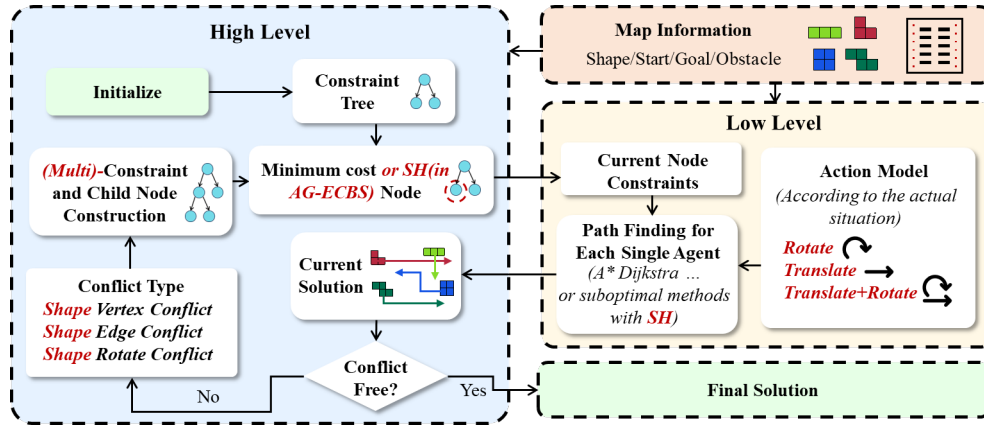 High Level
Initialize
Constraint
Tree
(Multi)-Constraint
and Child Node
Construction
Minimum cost or SH(in
AG-ECBS) Node
Current
Solution
Conflict Type
Shape Vertex Conflict
Shape Edge Conflict
Shape Rotate Conflict
Conflict
Free?
No
Yes
Map Information
Shape/Start/Goal/Obstacle
Low Level
Current Node
Constraints
Path Finding for
Each Single Agent
(A* Dijkstra ...
or suboptimal methods
with SH)
Action Model
(According to the actual
situation)
Rotate
Translate
Translate+Rotate
Final Solution